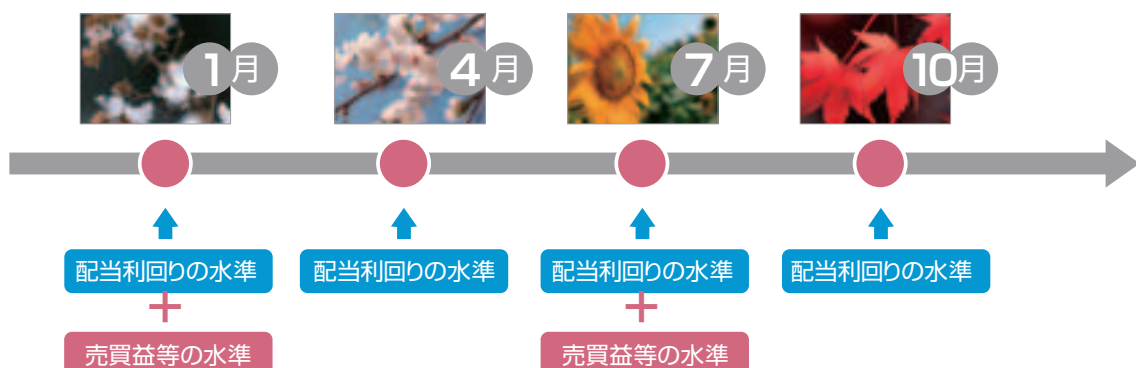 1月
4月
7月
10月
配当利回りの水準
配当利回りの水準
配当利回りの水準
配当利回りの水準
+
+
売買益等の水準
売買益等の水準